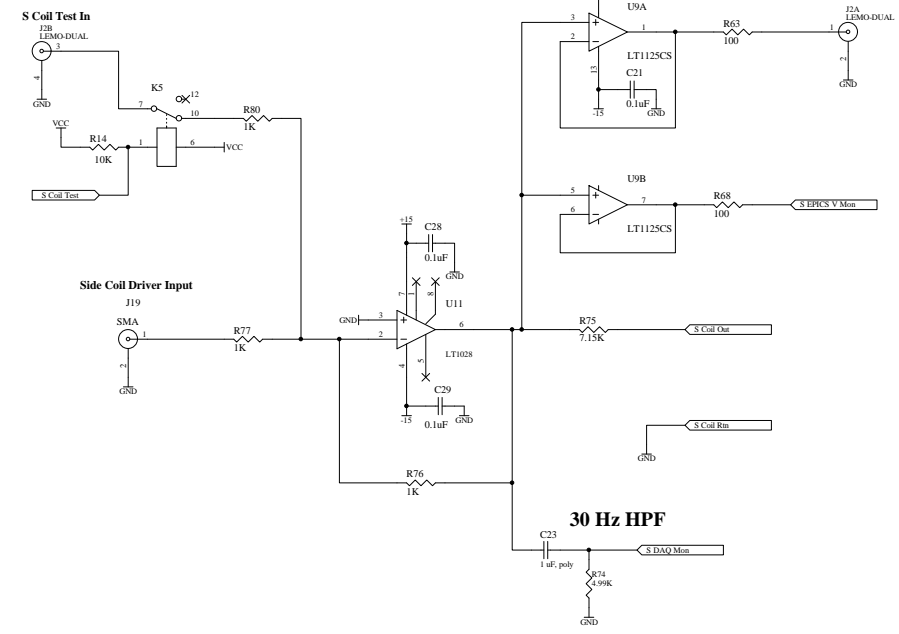 S Coil Test In
J2B
LEMO-DUAL
3
4
GND
K5
12
7
10
R80
1K
VCC
R14
10K
1
6
VCC
S Coil Test
U9A
3
2
1
13
LT1125CS
C21
0.1uF
-15
GND
R63
100
J2A
LEMO-DUAL
1
2
GND
U9B
5
6
7
LT1125CS
R68
100
S EPICS V Mon
+15
C28
0.1uF
GND
Side Coil Driver Input
J19
SMA
1
2
GND
R77
1K
GND
3
2
7
1
8
U11
6
LT1028
4
5
C29
0.1uF
-15
GND
R75
7.15K
S Coil Out
S Coil Rtn
GND
R76
1K
30 Hz HPF
C23
1 uF, poly
S DAQ Mon
R74
4.99K
GND